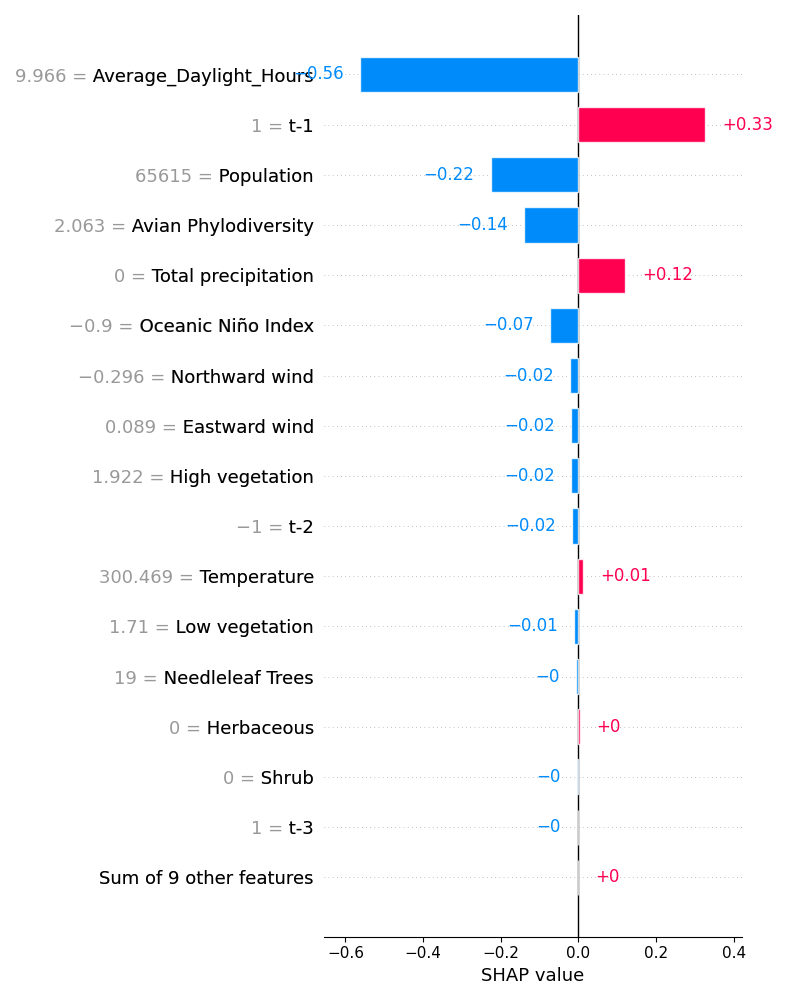 9.966 = Average_Daylight_Hours −0.56
1 = t-1 +0.33
65615 = Population −0.22
2.063 = Avian Phylodiversity −0.14
0 = Total precipitation +0.12
−0.9 = Oceanic Niño Index −0.07
−0.296 = Northward wind −0.02
0.089 = Eastward wind −0.02
1.922 = High vegetation −0.02
−1 = t-2 −0.02
300.469 = Temperature +0.01
1.71 = Low vegetation −0.01
19 = Needleleaf Trees −0
0 = Herbaceous +0
0 = Shrub −0
1 = t-3 −0
Sum of 9 other features +0
−0.6 −0.4 −0.2 0.0 0.2 0.4
SHAP value